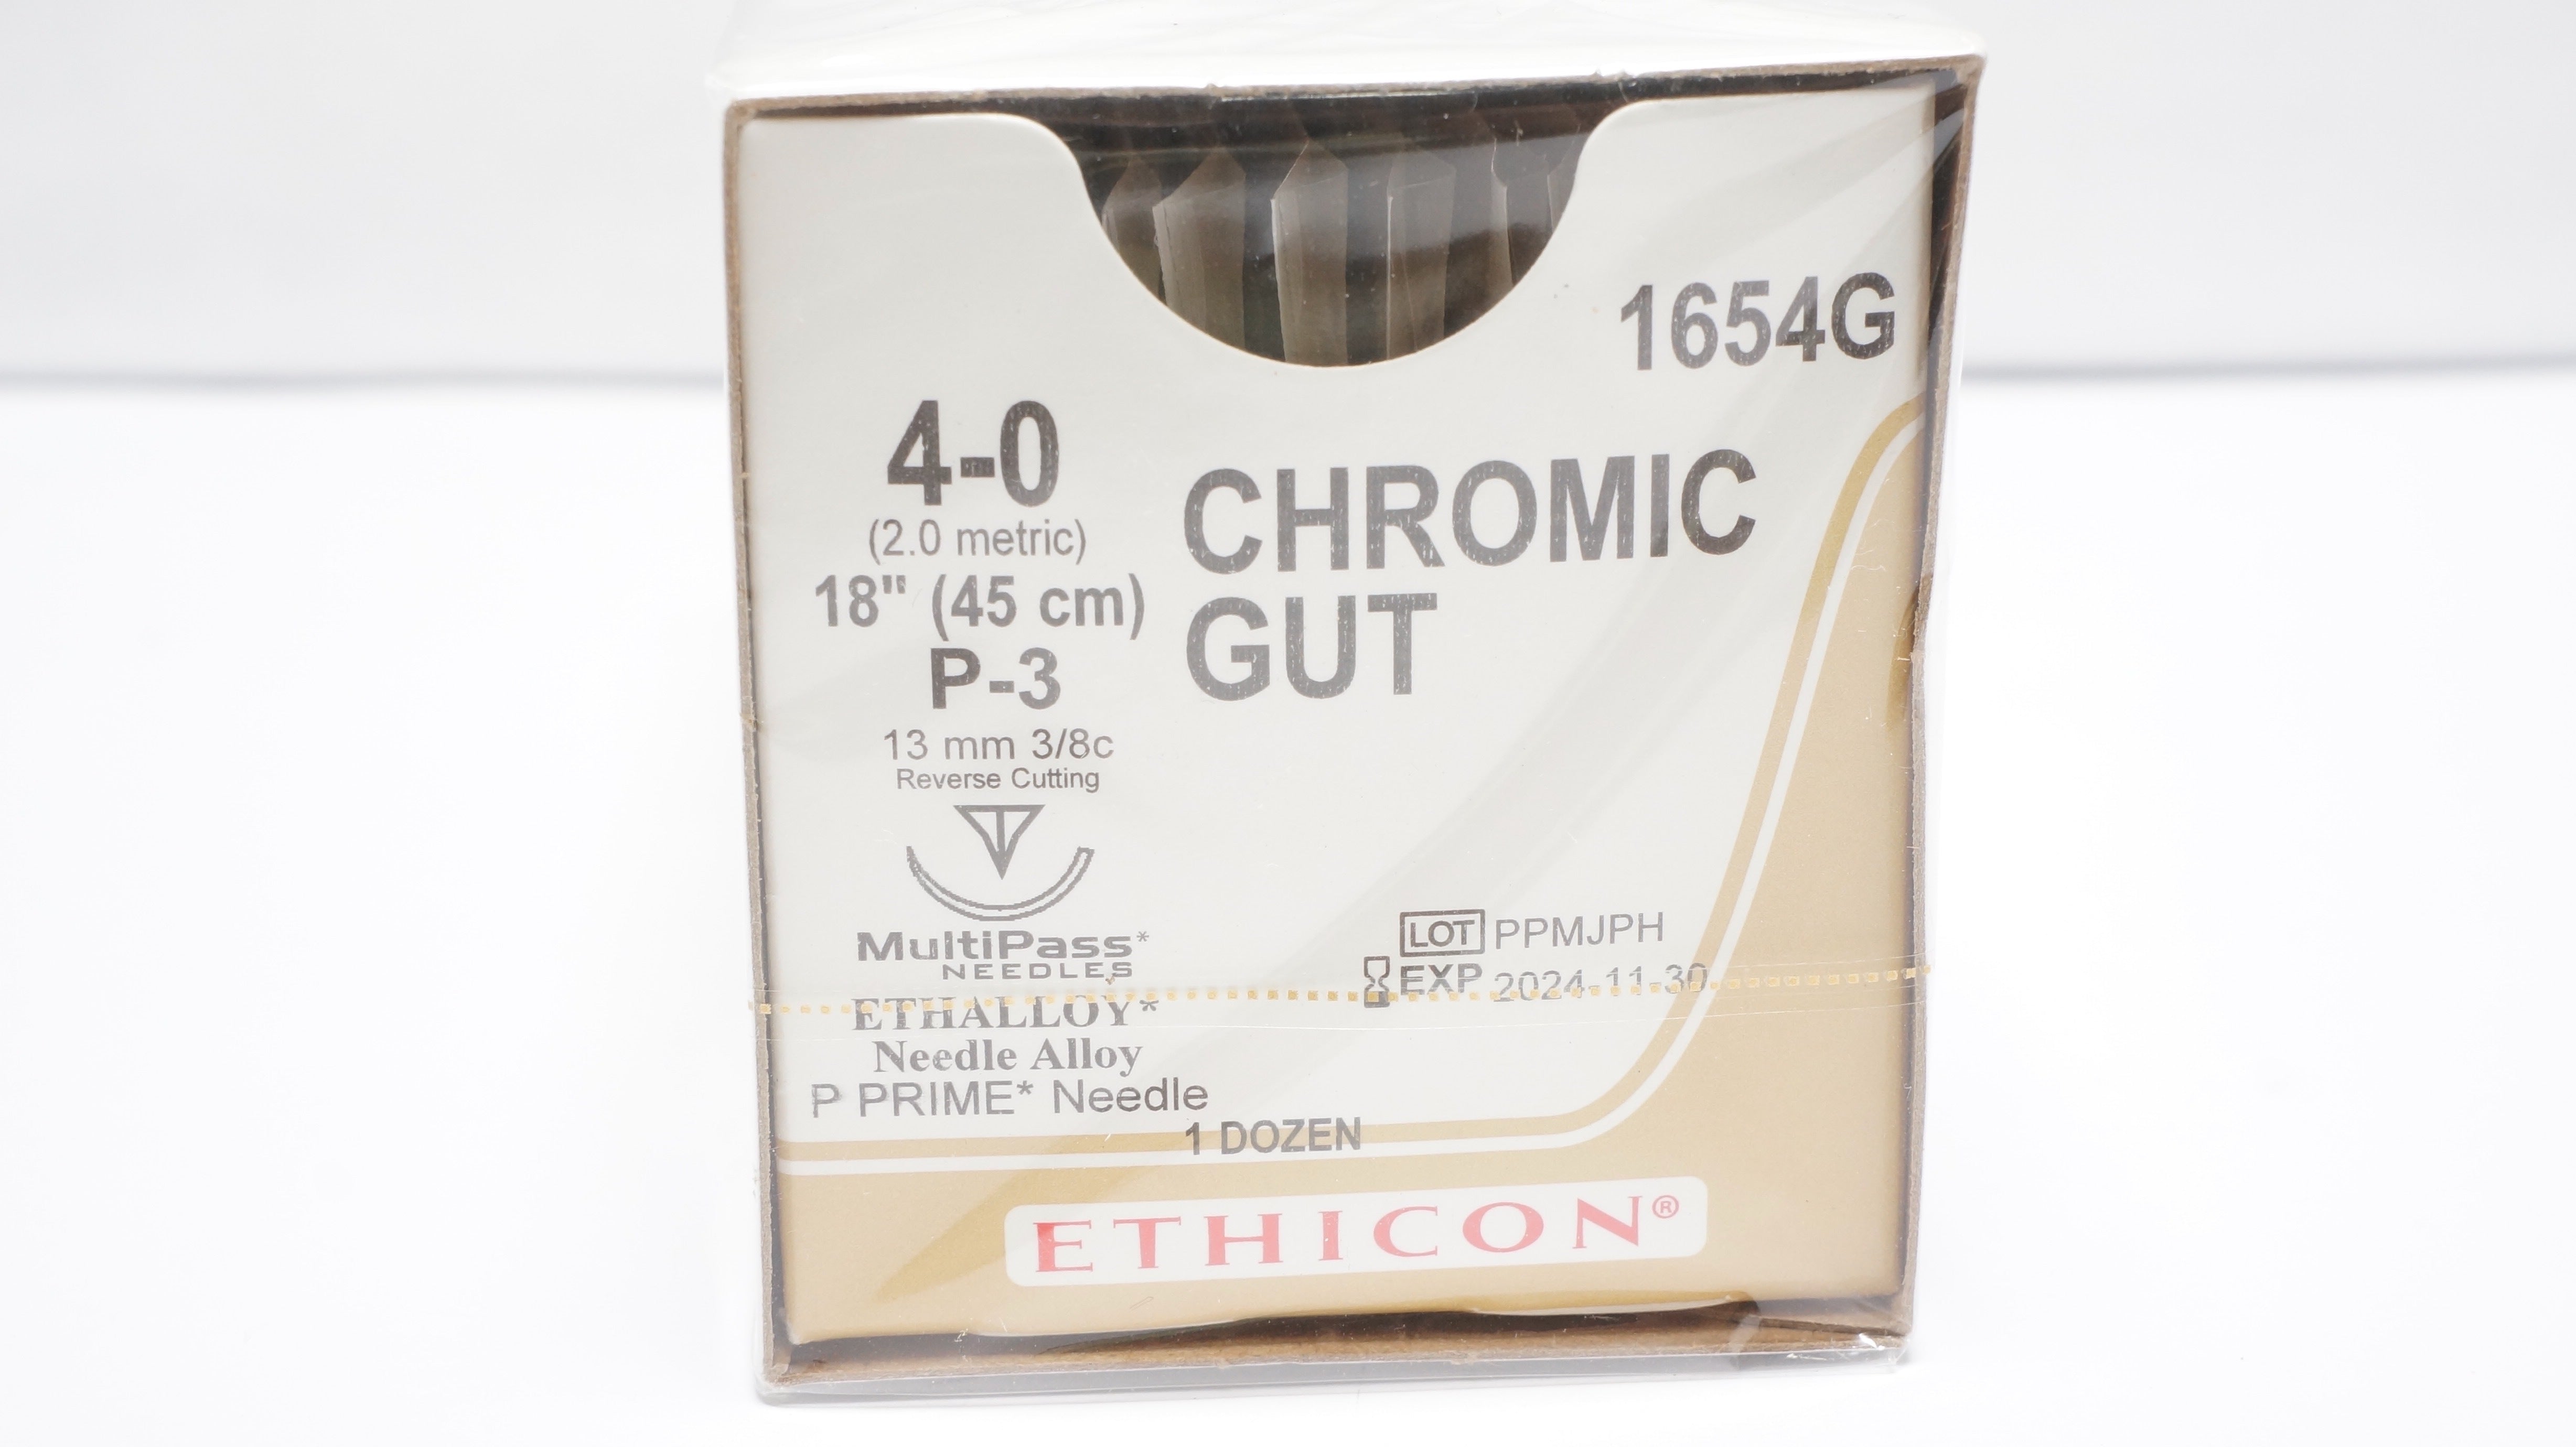 1654G
4-0
(2.0 metric)
18" (45 cm)
P-3
13 mm 3/8c
Reverse Cutting
CHROMIC
GUT
MultiPass*
NEEDLES
ETHALLOY*
Needle Alloy
P PRIME* Needle
LOT PPMJPH
EXP 2024-11-30
1 DOZEN
ETHICON®